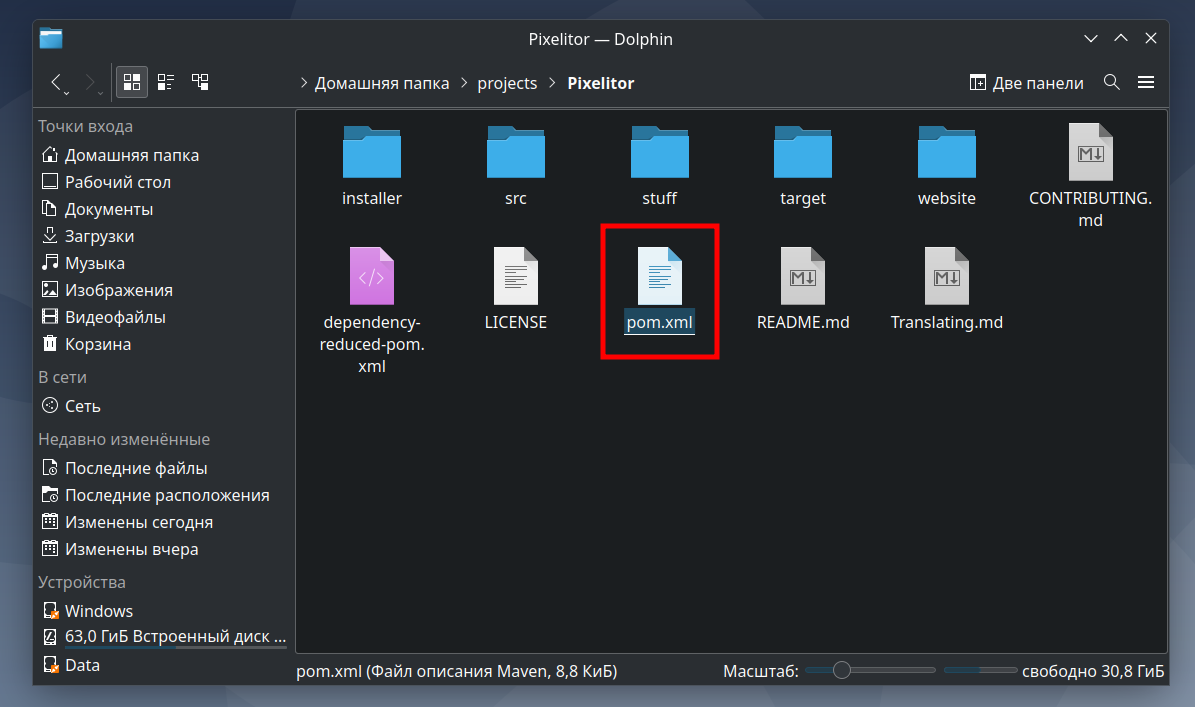 Pixelitor — Dolphin
Домашняя папка
projects
Pixelitor
Две панели
Точки входа
Домашняя папка
Рабочий стол
Документы
Загрузки
Музыка
Изображения
Видеофайлы
Корзина
В сети
Сеть
Недавно изменённые
Последние файлы
Последние расположения
Изменены сегодня
Изменены вчера
Устройства
Windows
63,0 ГиБ Встроенный диск ...
Data
installer
src
stuff
target
website
CONTRIBUTING.
md
dependency-
reduced-pom.
xml
LICENSE
pom.xml
README.md
Translating.md
pom.xml (Файл описания Maven, 8,8 КиБ)
Масштаб:
свободно 30,8 ГиБ